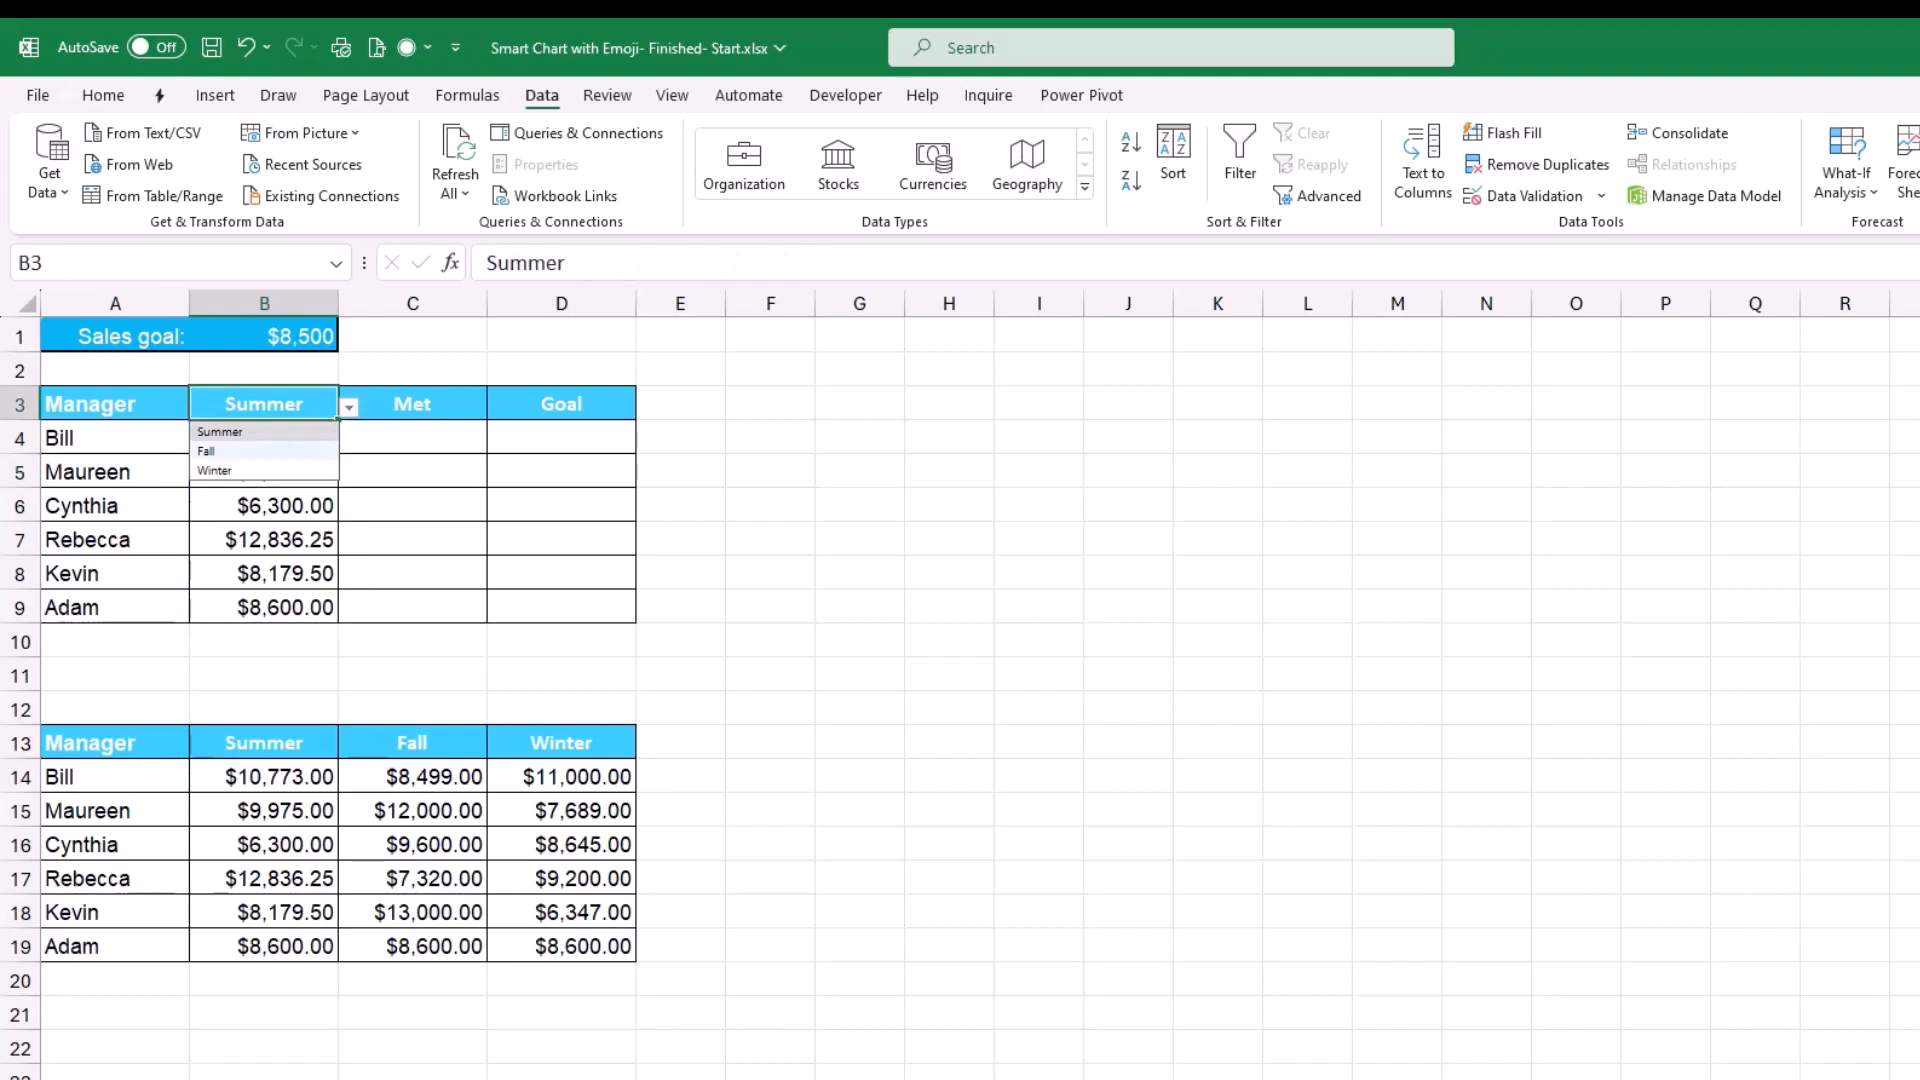 AutoSave Off Smart Chart with Emoji- Finished- Start.xlsx Search
File Home Insert Draw Page Layout Formulas Data Review View Automate Developer Help Inquire Power Pivot
Get Data
From Text/CSV
From Web
From Table/Range
From Picture
Recent Sources
Existing Connections
Get & Transform Data
Refresh All
Queries & Connections
Properties
Workbook Links
Queries & Connections
Organization Stocks Currencies Geography
Data Types
Sort
Filter
Clear
Reapply
Advanced
Sort & Filter
Text to Columns
Flash Fill
Remove Duplicates
Data Validation
Consolidate
Relationships
Manage Data Model
Data Tools
What-If Analysis
Forecast
B3 fx Summer
A B C D E F G H I J K L M N O P Q R
1 Sales goal: $8,500
2
3 Manager Summer Met Goal
4 Bill
5 Maureen
Summer
Fall
Winter
6 Cynthia $6,300.00
7 Rebecca $12,836.25
8 Kevin $8,179.50
9 Adam $8,600.00
10
11
12
13 Manager Summer Fall Winter
14 Bill $10,773.00 $8,499.00 $11,000.00
15 Maureen $9,975.00 $12,000.00 $7,689.00
16 Cynthia $6,300.00 $9,600.00 $8,645.00
17 Rebecca $12,836.25 $7,320.00 $9,200.00
18 Kevin $8,179.50 $13,000.00 $6,347.00
19 Adam $8,600.00 $8,600.00 $8,600.00
20
21
22